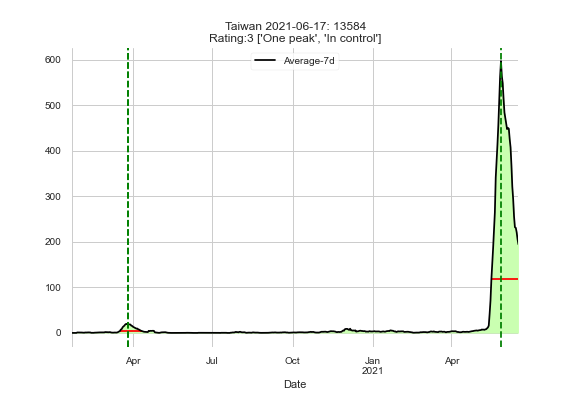 Taiwan 2021-06-17: 13584
Rating:3 ['One peak', 'In control']
Average-7d
600
500
400
300
200
100
0
Apr Jul Oct Jan Apr
2021
Date